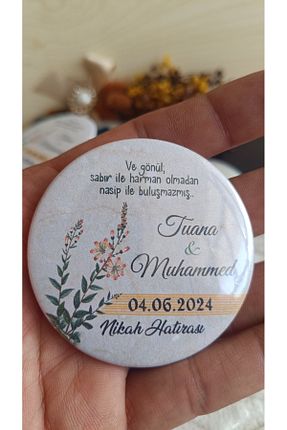 Ve gönül;
sabır ile harman olmadan
nasip ile buluşmazmış..
Tuana
&
Muhammed
04.06.2024
Nikah Hatırası